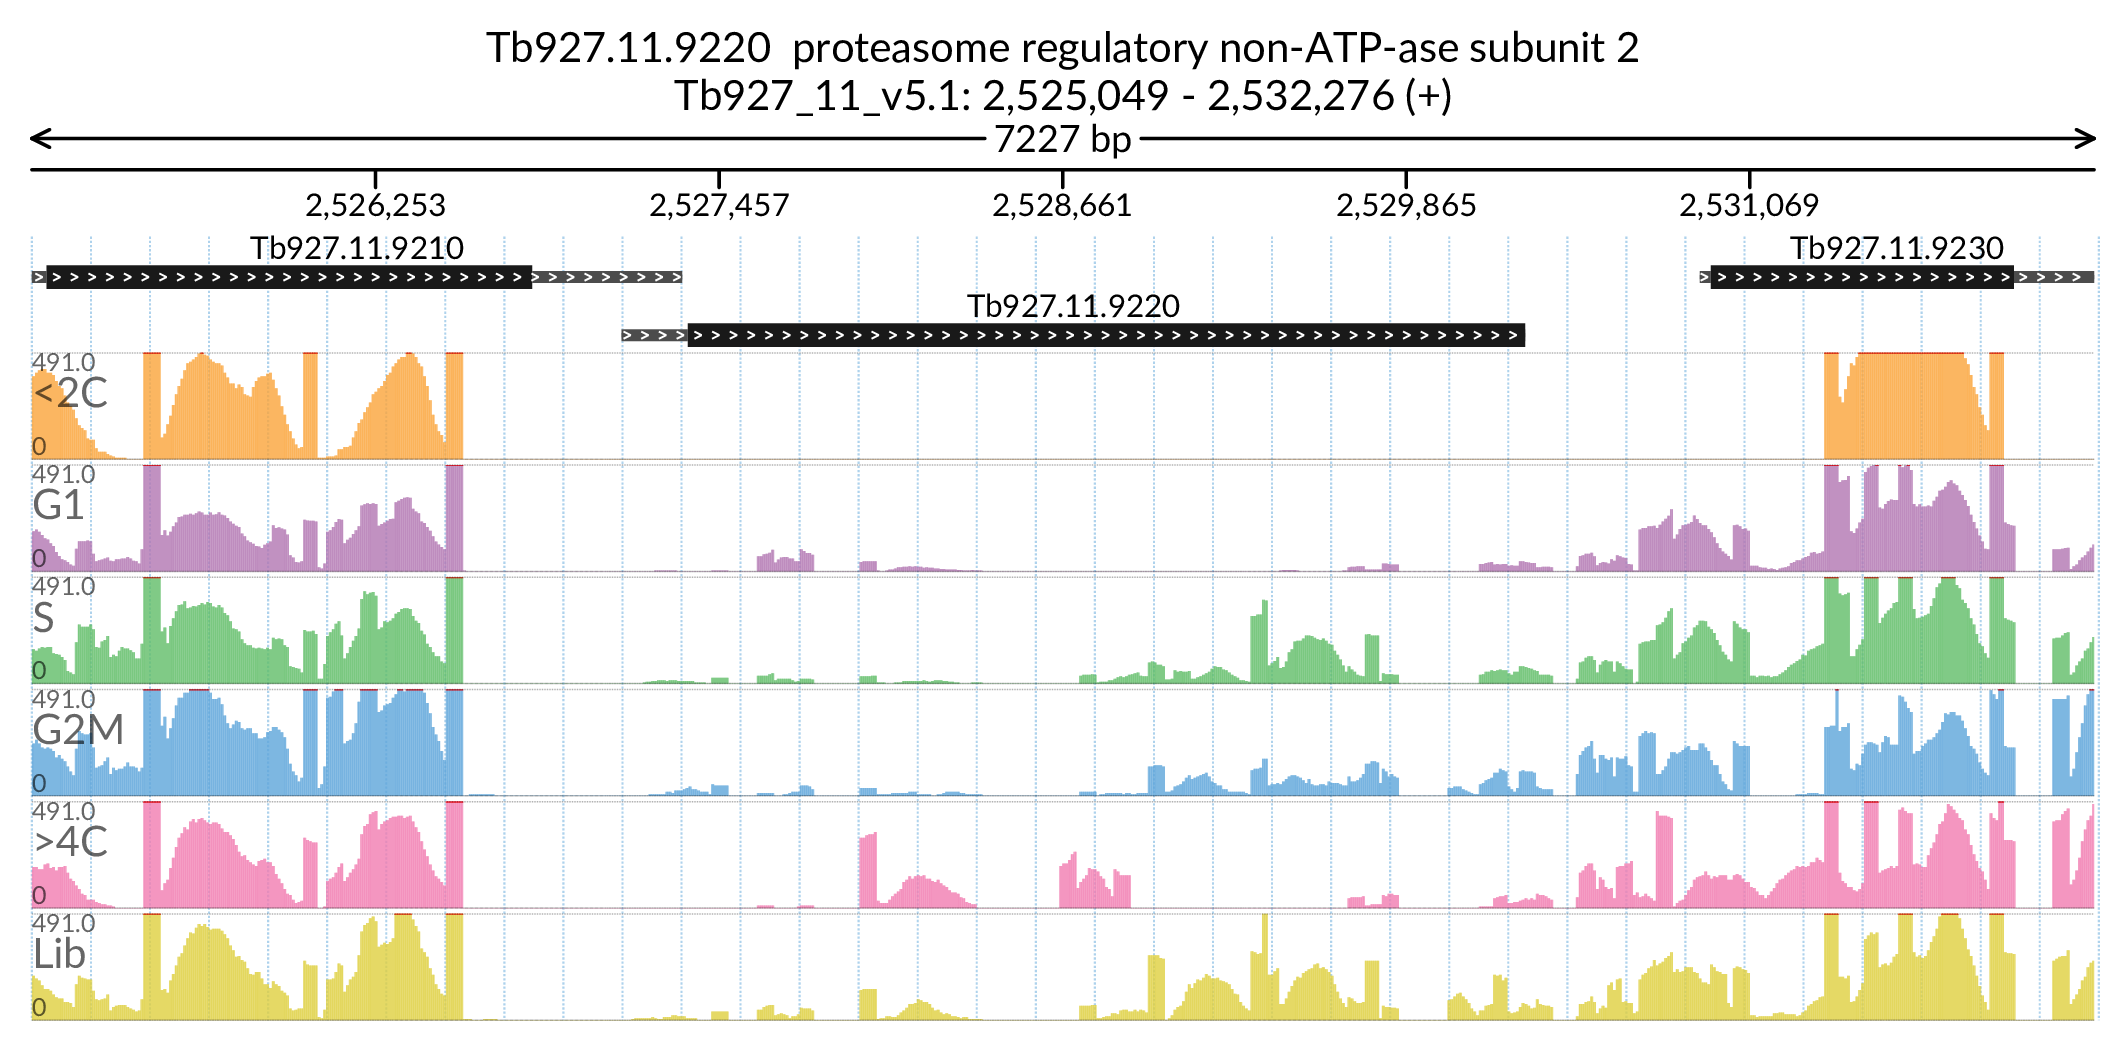 Tb927.11.9220 proteasome regulatory non-ATP-ase subunit 2
Tb927_11_v5.1: 2,525,049 - 2,532,276 (+)
7227 bp
2,526,253 2,527,457 2,528,661 2,529,865 2,531,069
Tb927.11.9210 Tb927.11.9230
Tb927.11.9220
491.0
<2C
0
491.0
G1
0
491.0
S
0
491.0
G2M
0
491.0
>4C
0
491.0
Lib
0